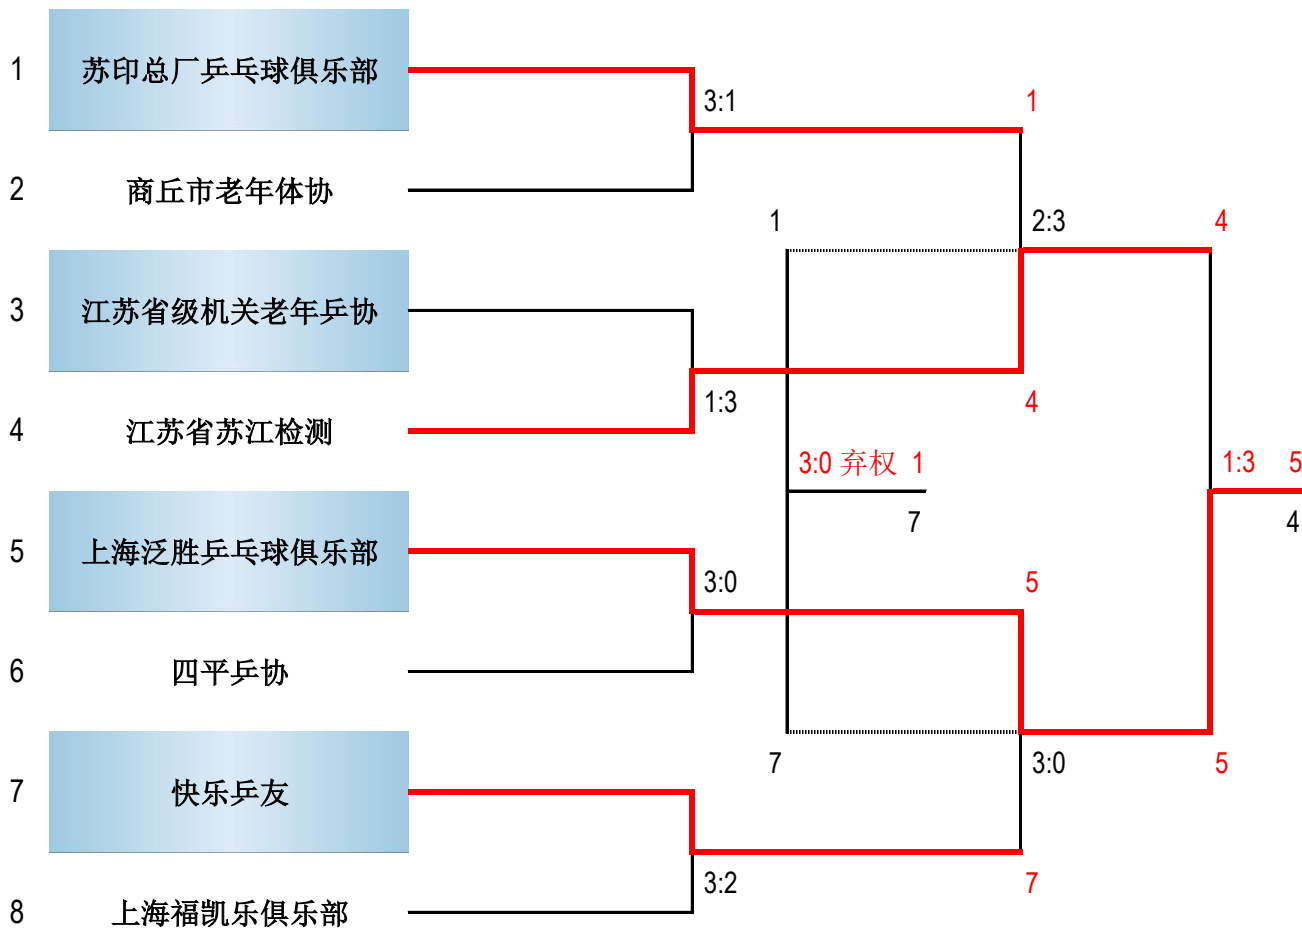 1 苏印总厂乒乓球俱乐部
3:1 1
2 商丘市老年体协
1 2:3 4
3 江苏省级机关老年乒协
1:3 4
4 江苏省苏江检测
3:0 弃权 1 1:3 5
7 4
5 上海泛胜乒乓球俱乐部
3:0 5
6 四平乒协
7 3:0 5
7 快乐乒友
3:2 7
8 上海福凯乐俱乐部